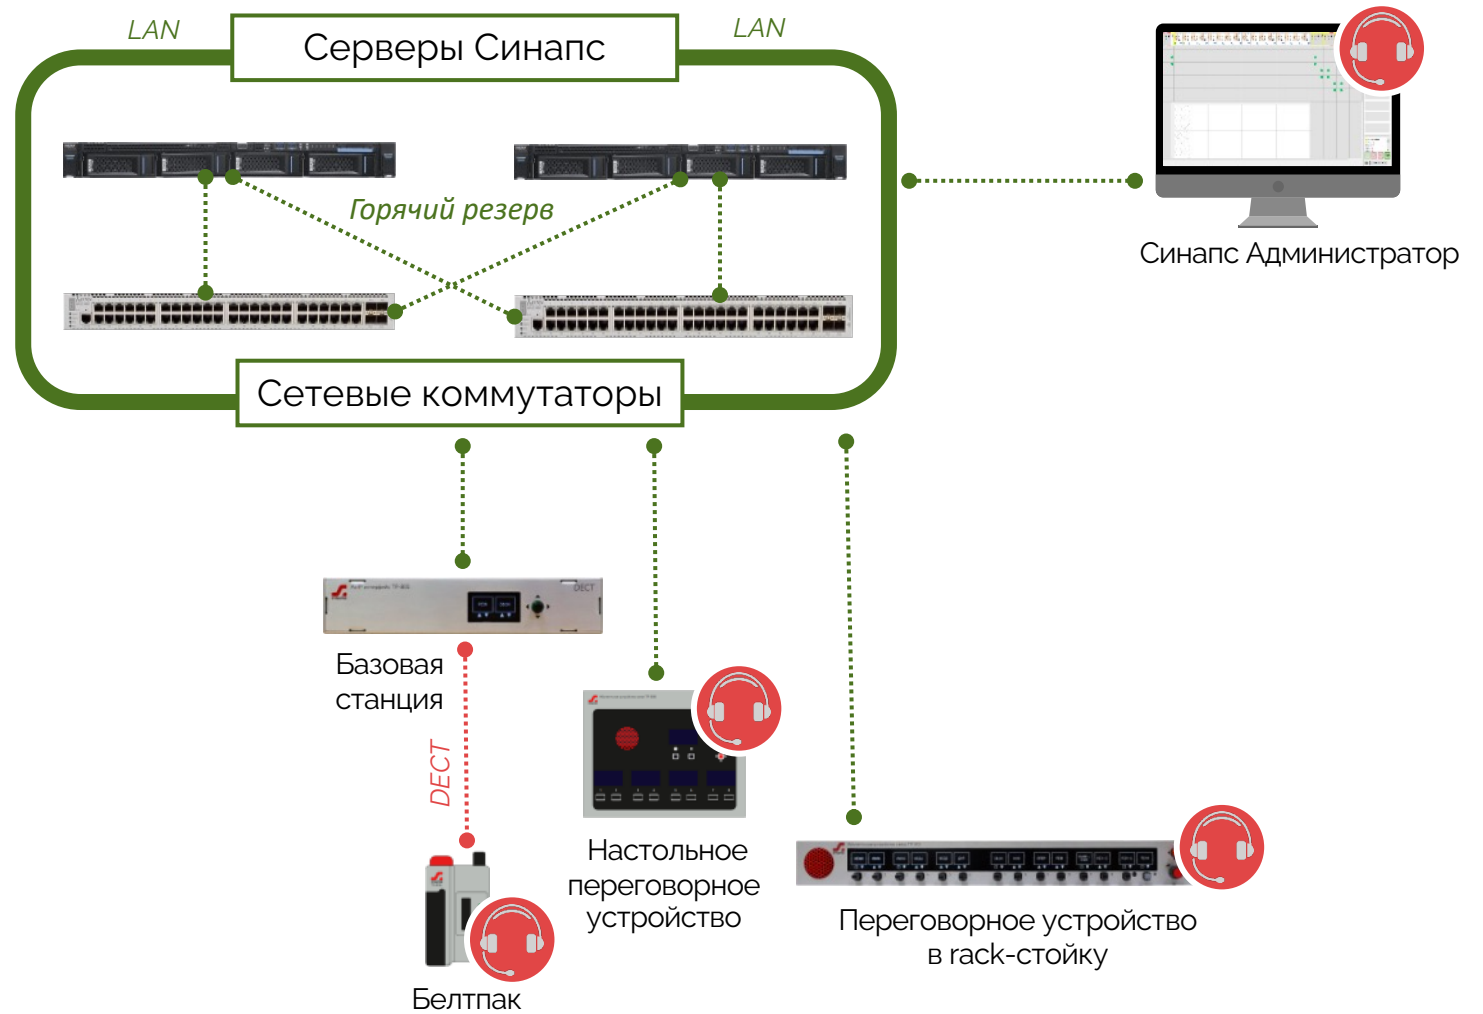 LAN
Серверы Синапс
LAN
Горячий резерв
Синапс Администратор
Сетевые коммутаторы
DECT
Базовая
станция
DECT
Настольное
переговорное
устройство
Переговорное устройство
в rack-стойку
Белтпак